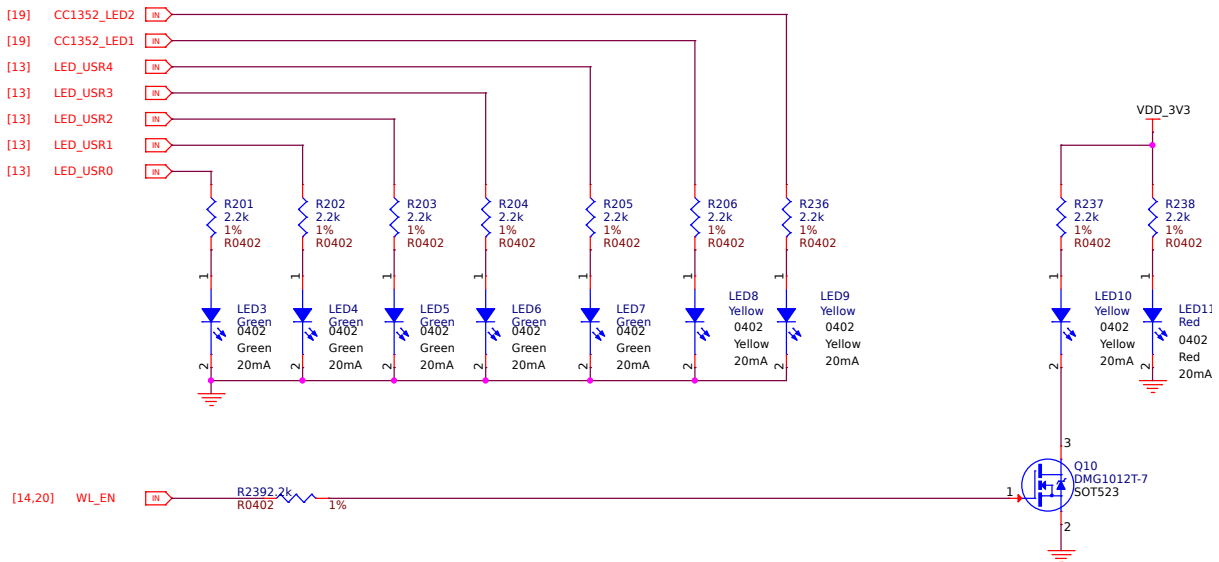 [19] CC1352_LED2 IN
[19] CC1352_LED1 IN
[13] LED_USR4 IN
[13] LED_USR3 IN
[13] LED_USR2 IN
[13] LED_USR1 IN
[13] LED_USR0 IN
VDD_3V3
R201
2.2k
1%
R0402
R202
2.2k
1%
R0402
R203
2.2k
1%
R0402
R204
2.2k
1%
R0402
R205
2.2k
1%
R0402
R206
2.2k
1%
R0402
R236
2.2k
1%
R0402
R237
2.2k
1%
R0402
R238
2.2k
1%
R0402
1
LED3
Green
0402
Green
20mA
2
1
LED4
Green
0402
Green
20mA
2
1
LED5
Green
0402
Green
20mA
2
1
LED6
Green
0402
Green
20mA
2
1
LED7
Green
0402
Green
20mA
2
1
LED8
Yellow
0402
Yellow
20mA
2
1
LED9
Yellow
0402
Yellow
20mA
2
1
LED10
Yellow
0402
Yellow
20mA
2
1
LED11
Red
0402
Red
20mA
2
[14,20] WL_EN IN
R2392.2k
R0402
1%
1
3
Q10
DMG1012T-7
SOT523
2